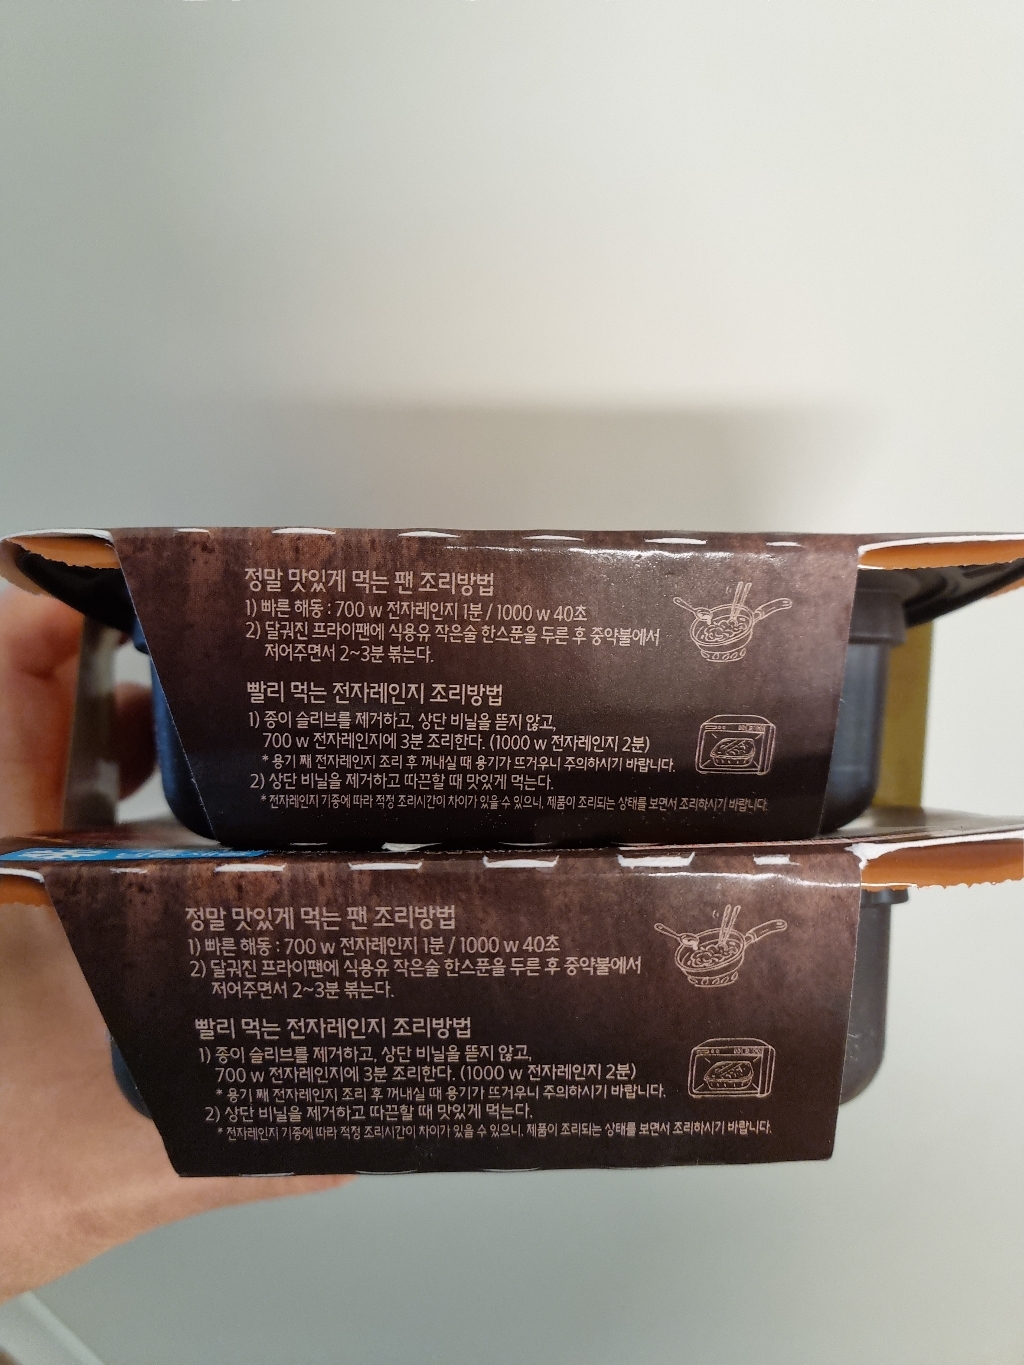 정말 맛있게 먹는 팬 조리방법
1) 빠른 해동 : 700 w 전자레인지 1분 / 1000 w 40초
2) 달궈진 프라이팬에 식용유 작은술 한스푼을 두른 후 중약불에서
저어주면서 2~3분 볶는다.
빨리 먹는 전자레인지 조리방법
1) 종이 슬리브를 제거하고, 상단 비닐을 뜯지 않고,
700 w 전자레인지에 3분 조리한다. (1000 w 전자레인지 2분)
* 용기 째 전자레인지 조리 후 꺼내실 때 용기가 뜨거우니 주의하시기 바랍니다.
2) 상단 비닐을 제거하고 따끈할 때 맛있게 먹는다.
* 전자레인지 기종에 따라 적정 조리시간이 차이가 있을 수 있으니, 제품이 조리되는 상태를 보면서 조리하시기 바랍니다.
정말 맛있게 먹는 팬 조리방법
1) 빠른 해동 : 700 w 전자레인지 1분 / 1000 w 40초
2) 달궈진 프라이팬에 식용유 작은술 한스푼을 두른 후 중약불에서
저어주면서 2~3분 볶는다.
빨리 먹는 전자레인지 조리방법
1) 종이 슬리브를 제거하고, 상단 비닐을 뜯지 않고,
700 w 전자레인지에 3분 조리한다. (1000 w 전자레인지 2분)
* 용기 째 전자레인지 조리 후 꺼내실 때 용기가 뜨거우니 주의하시기 바랍니다.
2) 상단 비닐을 제거하고 따끈할 때 맛있게 먹는다.
* 전자레인지 기종에 따라 적정 조리시간이 차이가 있을 수 있으니, 제품이 조리되는 상태를 보면서 조리하시기 바랍니다.